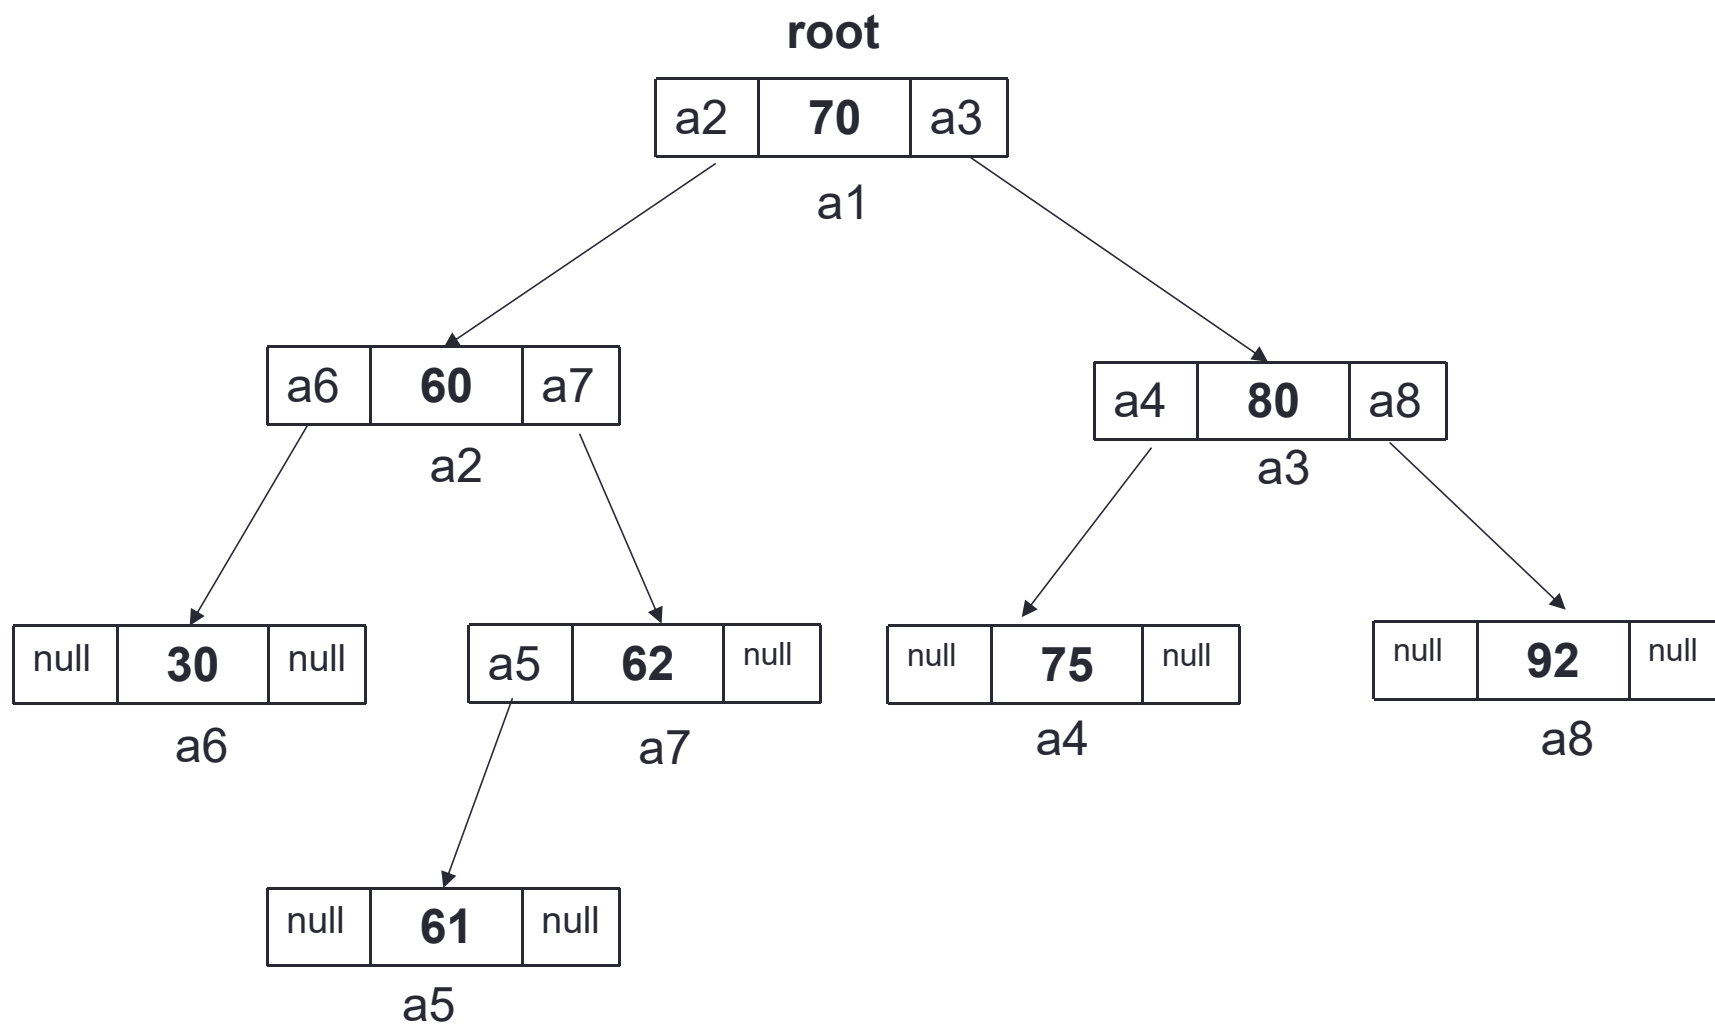 root
a2 70 a3
a1
a6 60 a7
a2
a4 80 a8
a3
null 30 null
a6
a5 62 null
a7
null 75 null
a4
null 92 null
a8
null 61 null
a5